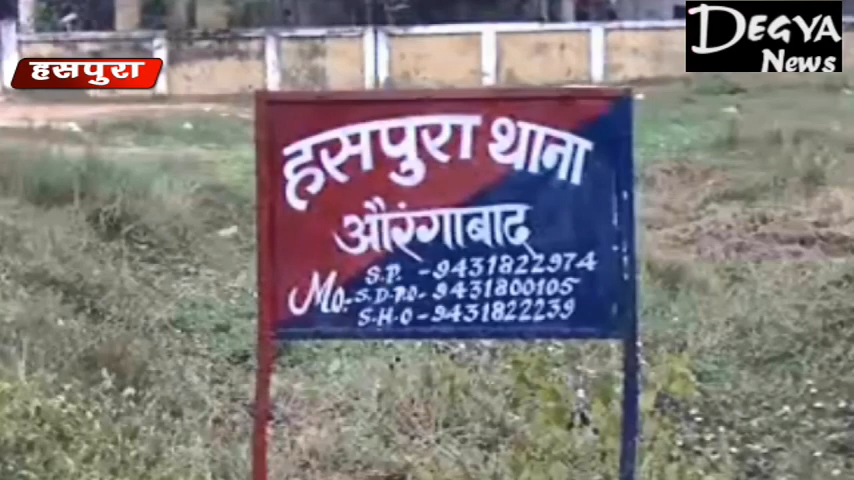 हसपुरा
DEGYA
News
हसपुरा थाना
औरंगाबाद
Mo:-
S.P. - 9431822974
S.D.P.O- 9431800105
S.H.O - 9431822239